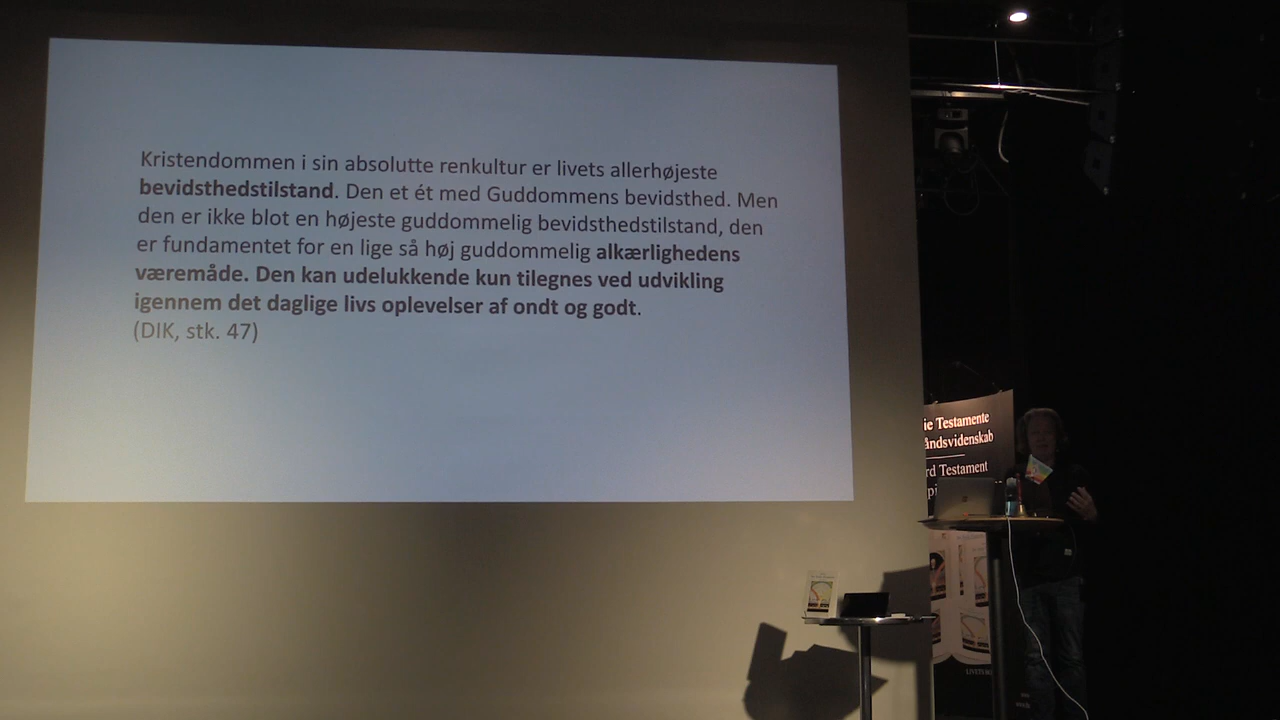 Kristendommen i sin absolutte renkultur er livets allerhøjeste
bevidsthedstilstand. Den et ét med Guddommens bevidsthed. Men
den er ikke blot en højeste guddommelig bevidsthedstilstand, den
er fundamentet for en lige så høj guddommelig alkærlighedens
væremåde. Den kan udelukkende kun tilegnes ved udvikling
igennem det daglige livs oplevelser af ondt og godt.
(DIK, stk. 47)
ie Testamente
åndsvidenskab
rd Testament